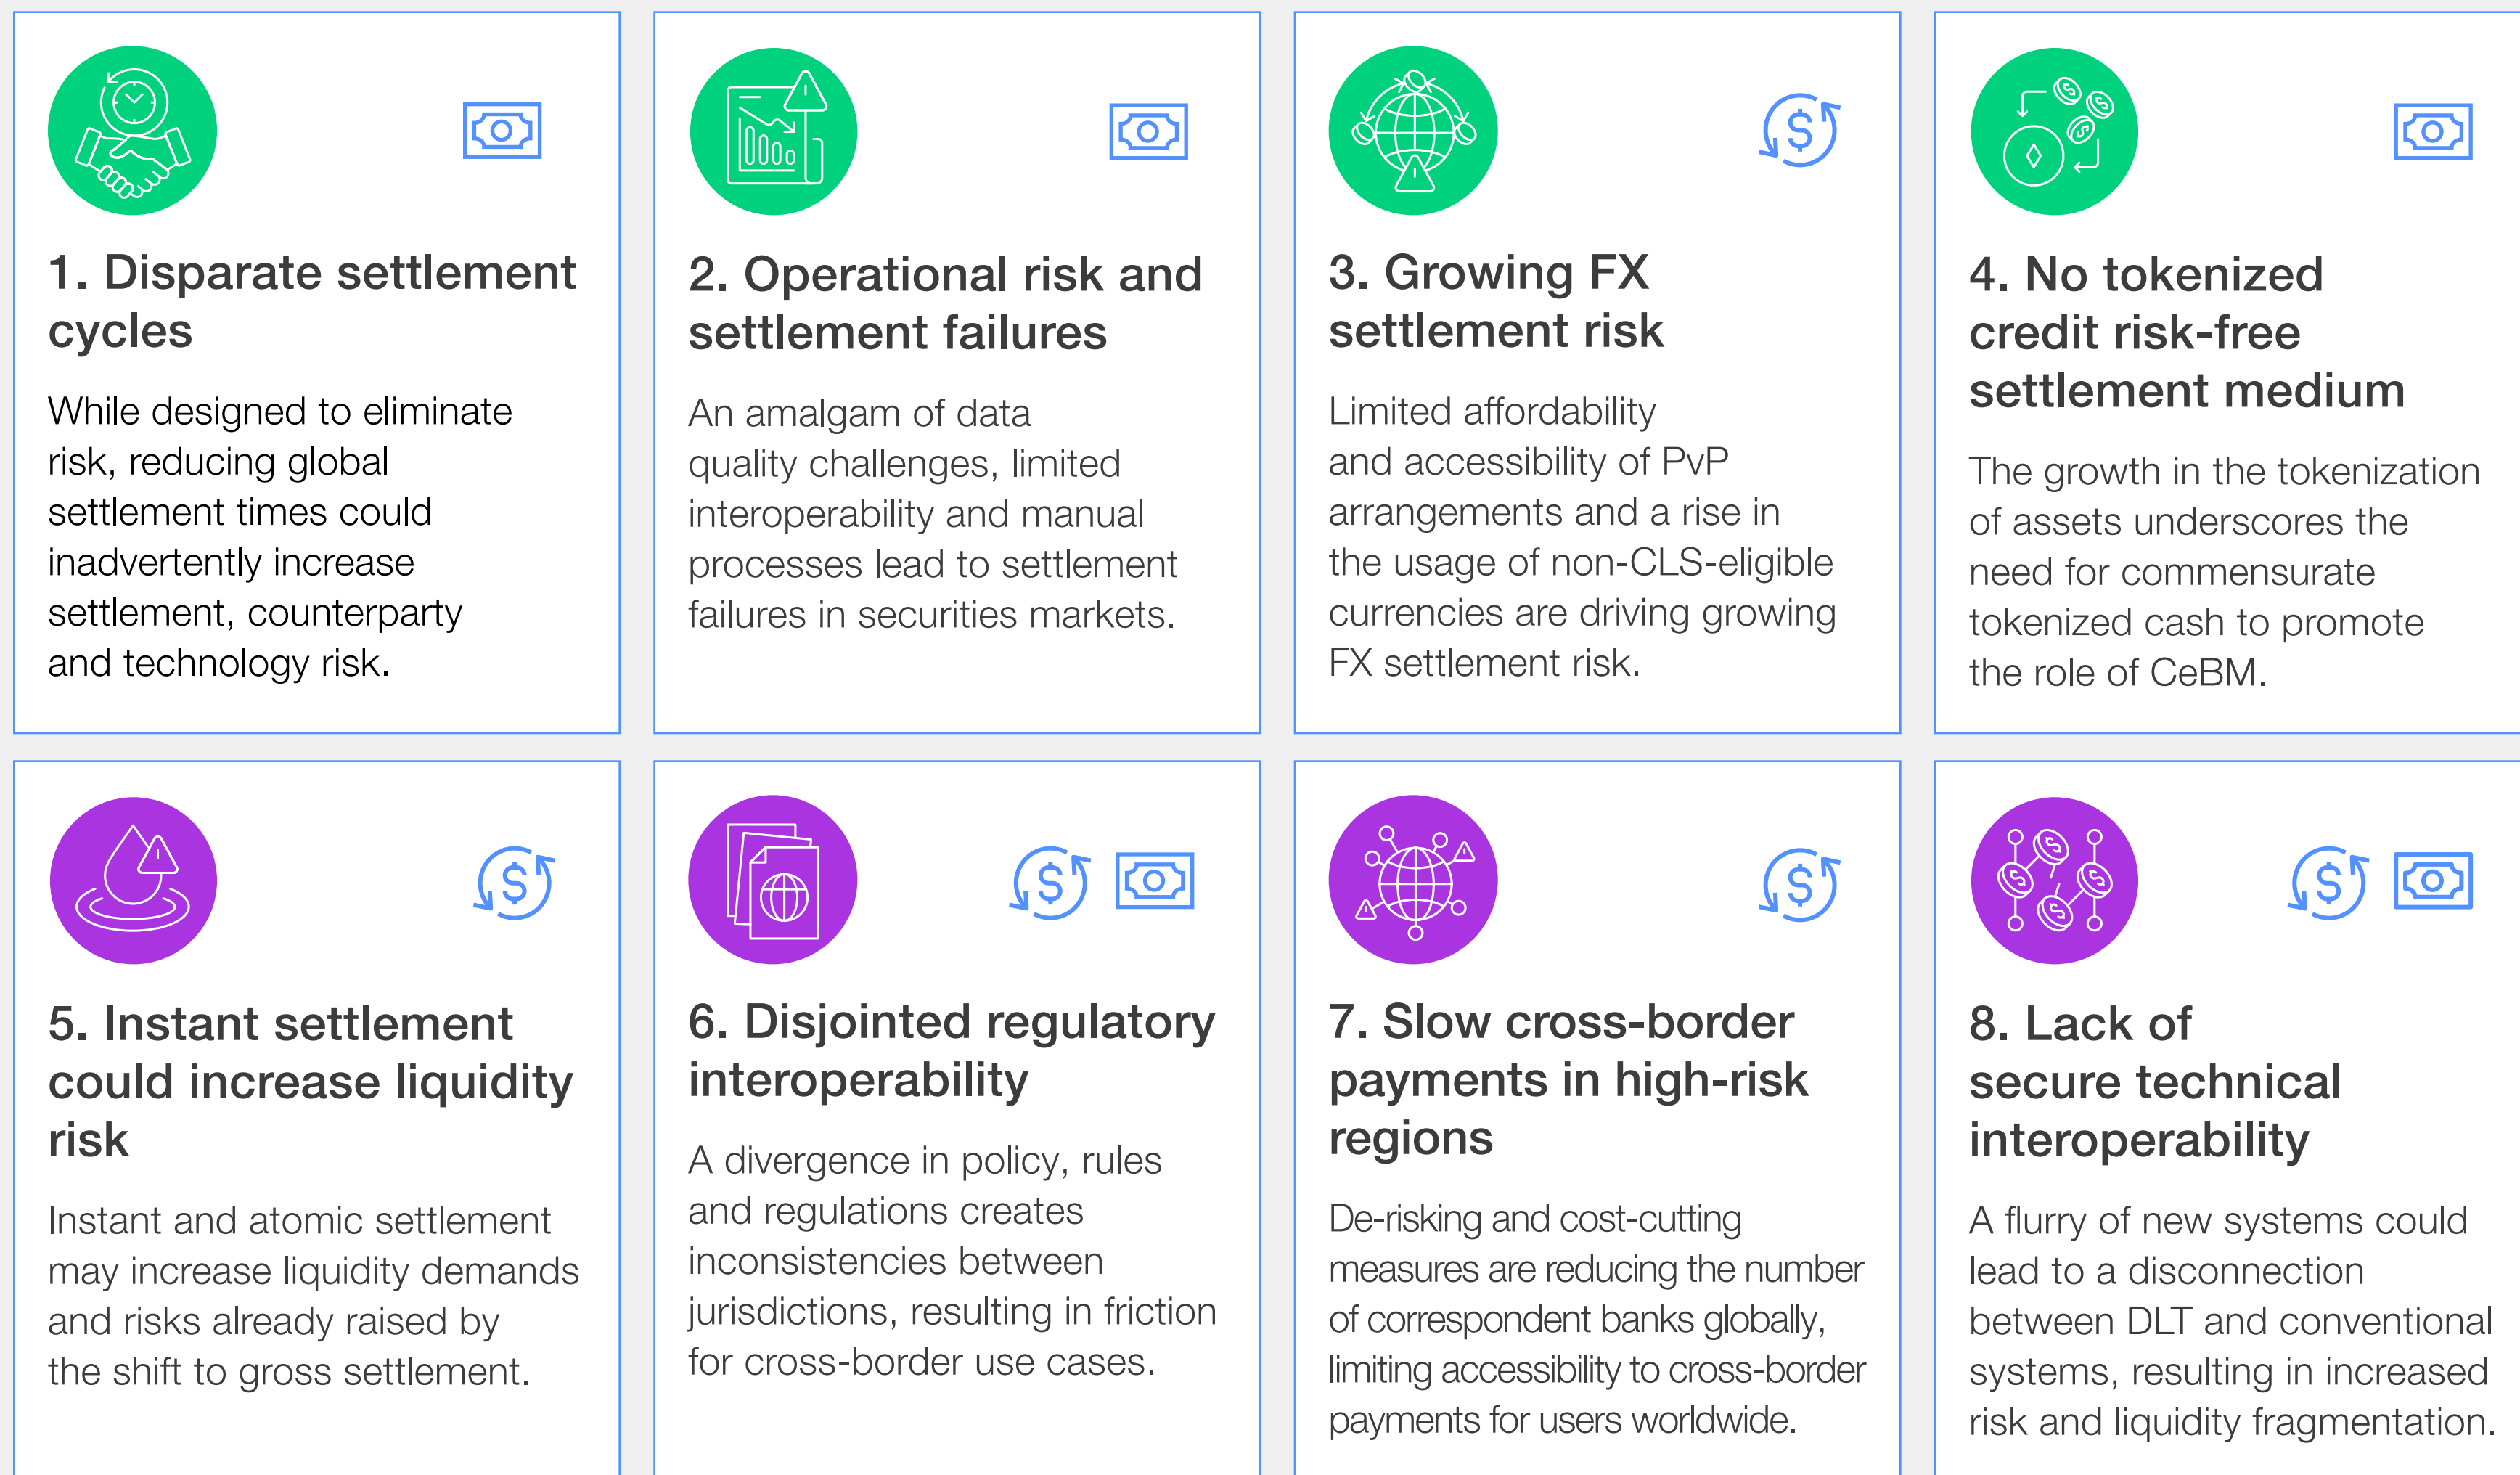 1. Disparate settlement
cycles
While designed to eliminate
risk, reducing global
settlement times could
inadvertently increase
settlement, counterparty
and technology risk.
2. Operational risk and
settlement failures
An amalgam of data
quality challenges, limited
interoperability and manual
processes lead to settlement
failures in securities markets.
3. Growing FX
settlement risk
Limited affordability
and accessibility of PvP
arrangements and a rise in
the usage of non-CLS-eligible
currencies are driving growing
FX settlement risk.
4. No tokenized
credit risk-free
settlement medium
The growth in the tokenization
of assets underscores the
need for commensurate
tokenized cash to promote
the role of CeBM.
5. Instant settlement
could increase liquidity
risk
Instant and atomic settlement
may increase liquidity demands
and risks already raised by
the shift to gross settlement.
6. Disjointed regulatory
interoperability
A divergence in policy, rules
and regulations creates
inconsistencies between
jurisdictions, resulting in friction
for cross-border use cases.
7. Slow cross-border
payments in high-risk
regions
De-risking and cost-cutting
measures are reducing the number
of correspondent banks globally,
limiting accessibility to cross-border
payments for users worldwide.
8. Lack of
secure technical
interoperability
A flurry of new systems could
lead to a disconnection
between DLT and conventional
systems, resulting in increased
risk and liquidity fragmentation.